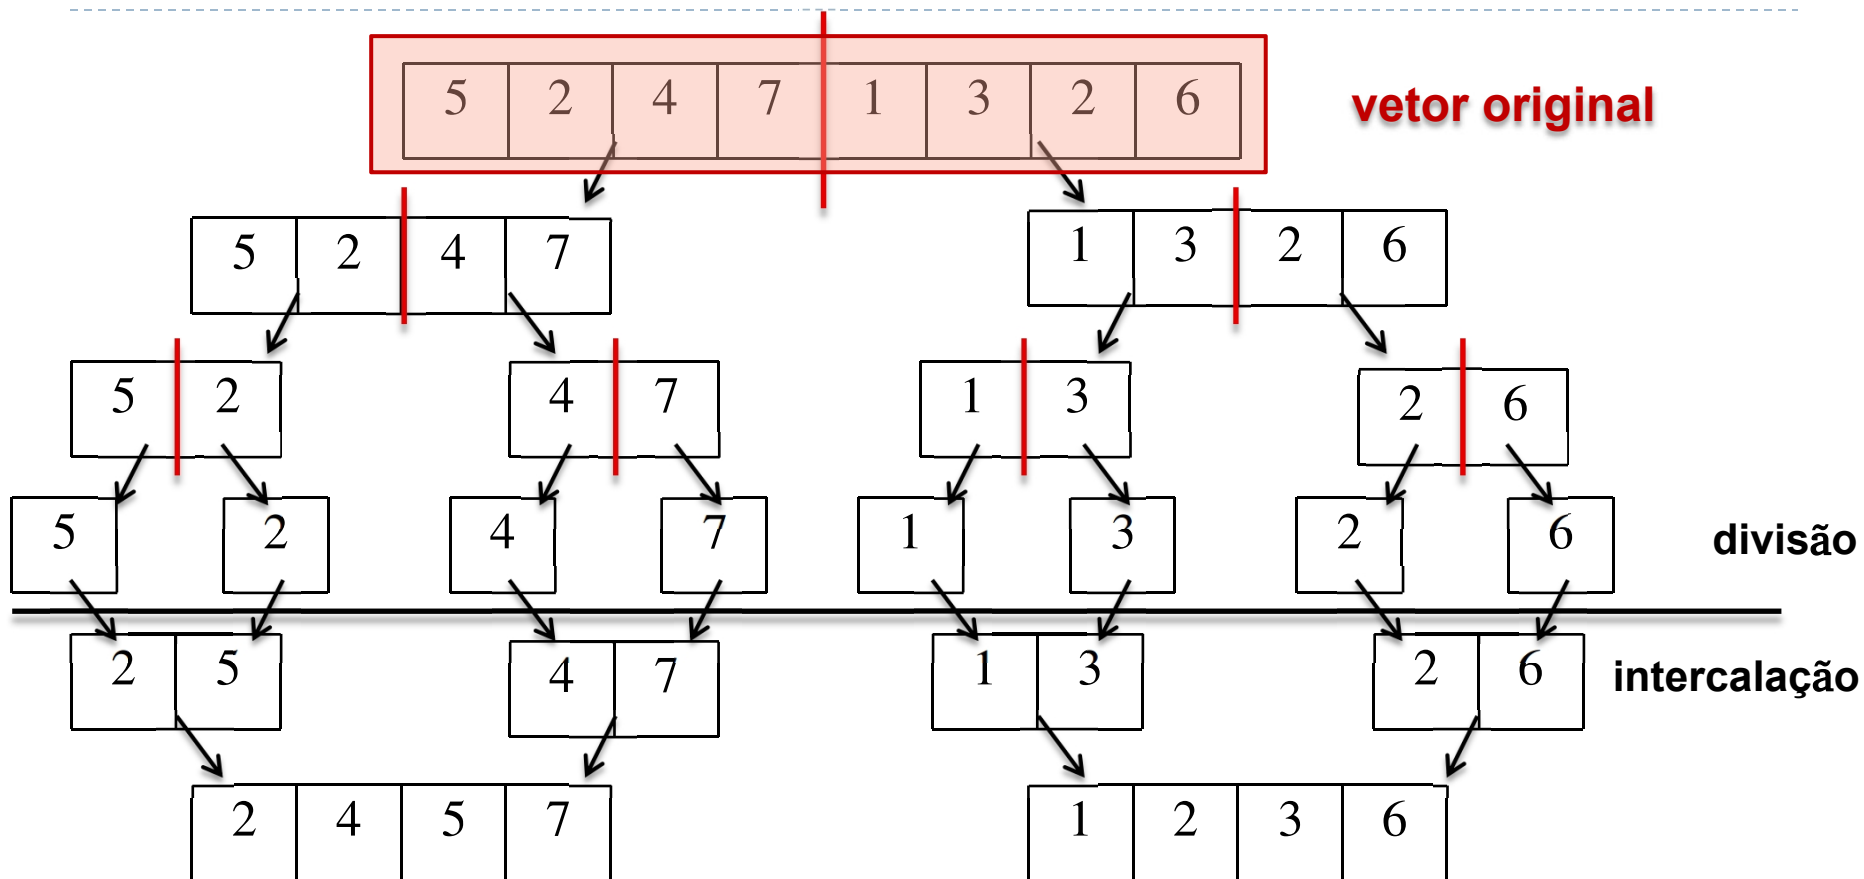 5 2 4 7 1 3 2 6 vetor original
5 2 4 7 1 3 2 6
5 2 4 7 1 3 2 6
5 2 4 7 1 3 2 6 divisão
2 5 4 7 1 3 2 6 intercalação
2 4 5 7 1 2 3 6